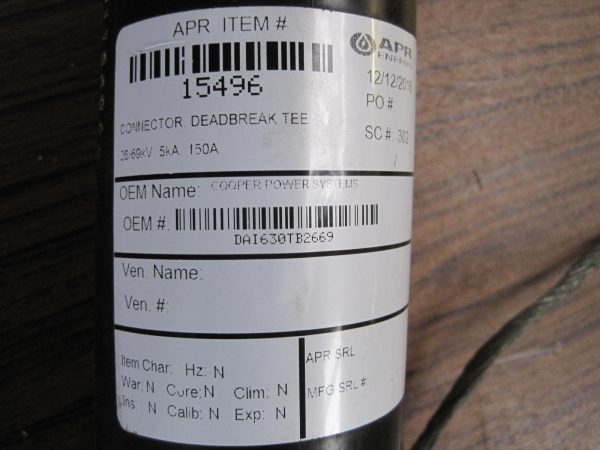 APR ITEM #
15496
APR
ENERGY
12/12/2016
PO #
SC #: 302
/
CONNECTOR DEADBREAK TEE
26/69kV, 5kA, 150A
OEM Name: COOPER POWER SYSTEMS
OEM #:
DAI630TB2669
Ven. Name:
Ven. #:
Item Char: Hz: N
War: N Cure: N Clim: N
Ins: N Calib: N Exp: N
APR SRL
MFG SRL #: